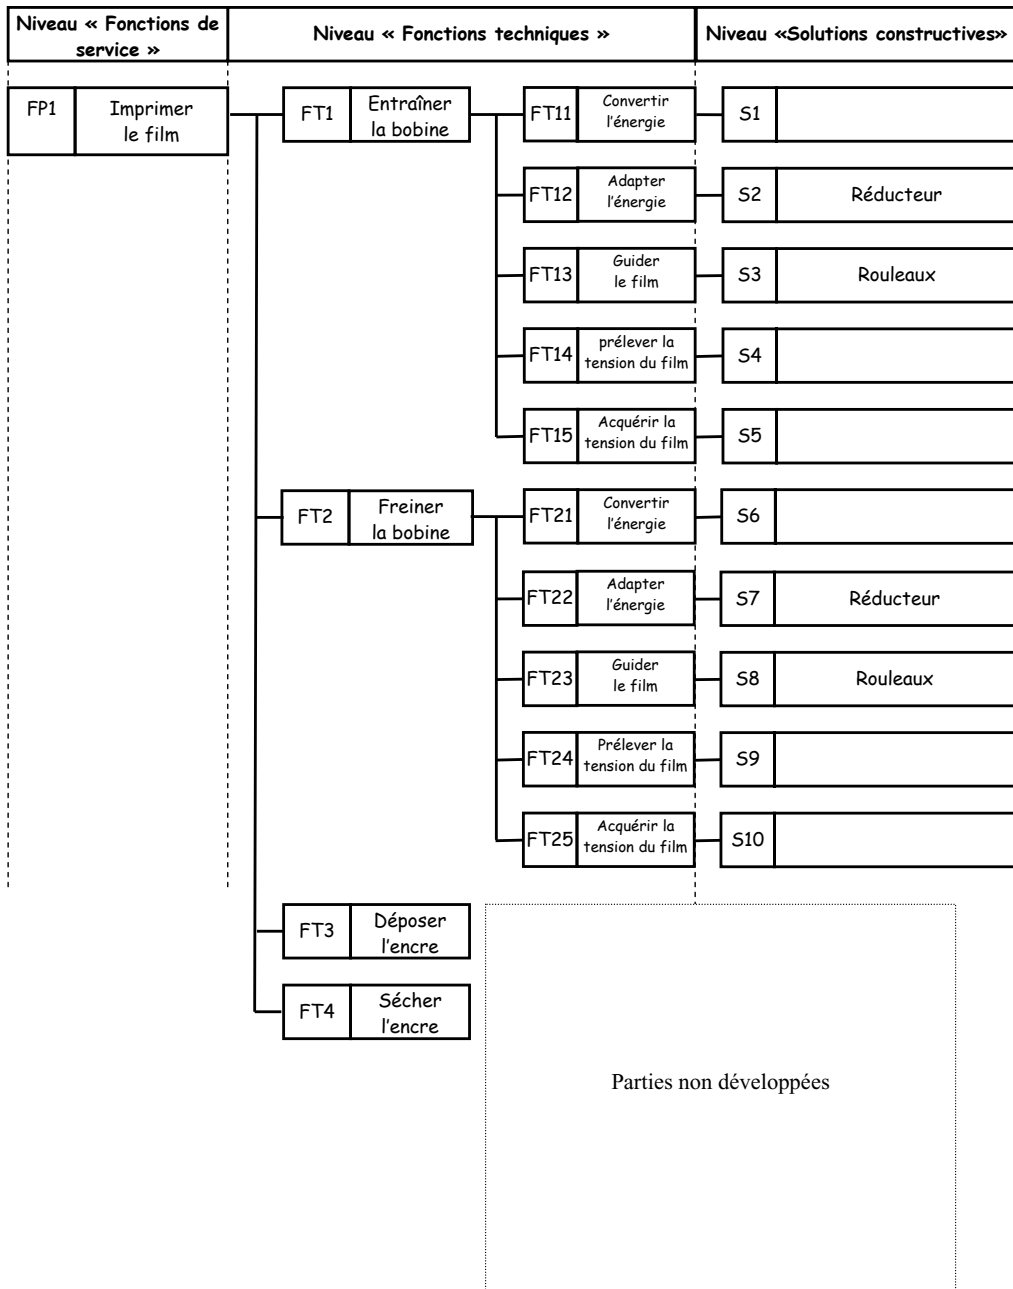 Niveau « Fonctions de
service »
Niveau « Fonctions techniques »
Niveau «Solutions constructives»
FP1
Imprimer
le film
FT1
Entraîner
la bobine
FT11
Convertir
l'énergie
S1
FT12
Adapter
l'énergie
S2
Réducteur
FT13
Guider
le film
S3
Rouleaux
FT14
prélever la
tension du film
S4
FT15
Acquérir la
tension du film
S5
FT2
Freiner
la bobine
FT21
Convertir
l'énergie
S6
FT22
Adapter
l'énergie
S7
Réducteur
FT23
Guider
le film
S8
Rouleaux
FT24
Prélever la
tension du film
S9
FT25
Acquérir la
tension du film
S10
FT3
Déposer
l'encre
FT4
Sécher
l'encre
Parties non développées